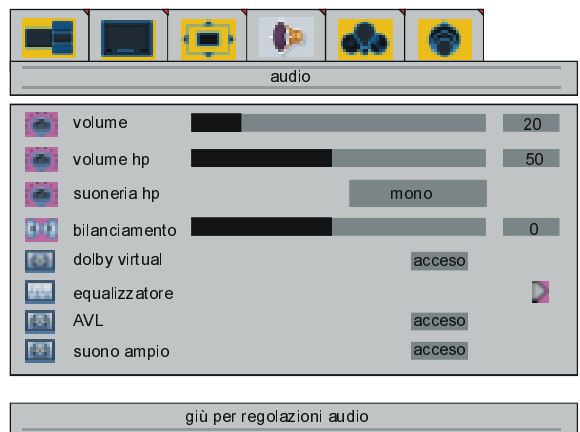 audio
volume 20
volume hp 50
suoneria hp mono
bilanciamento 0
dolby virtual acceso
equalizzatore
AVL acceso
suono ampio acceso
giù per regolazioni audio